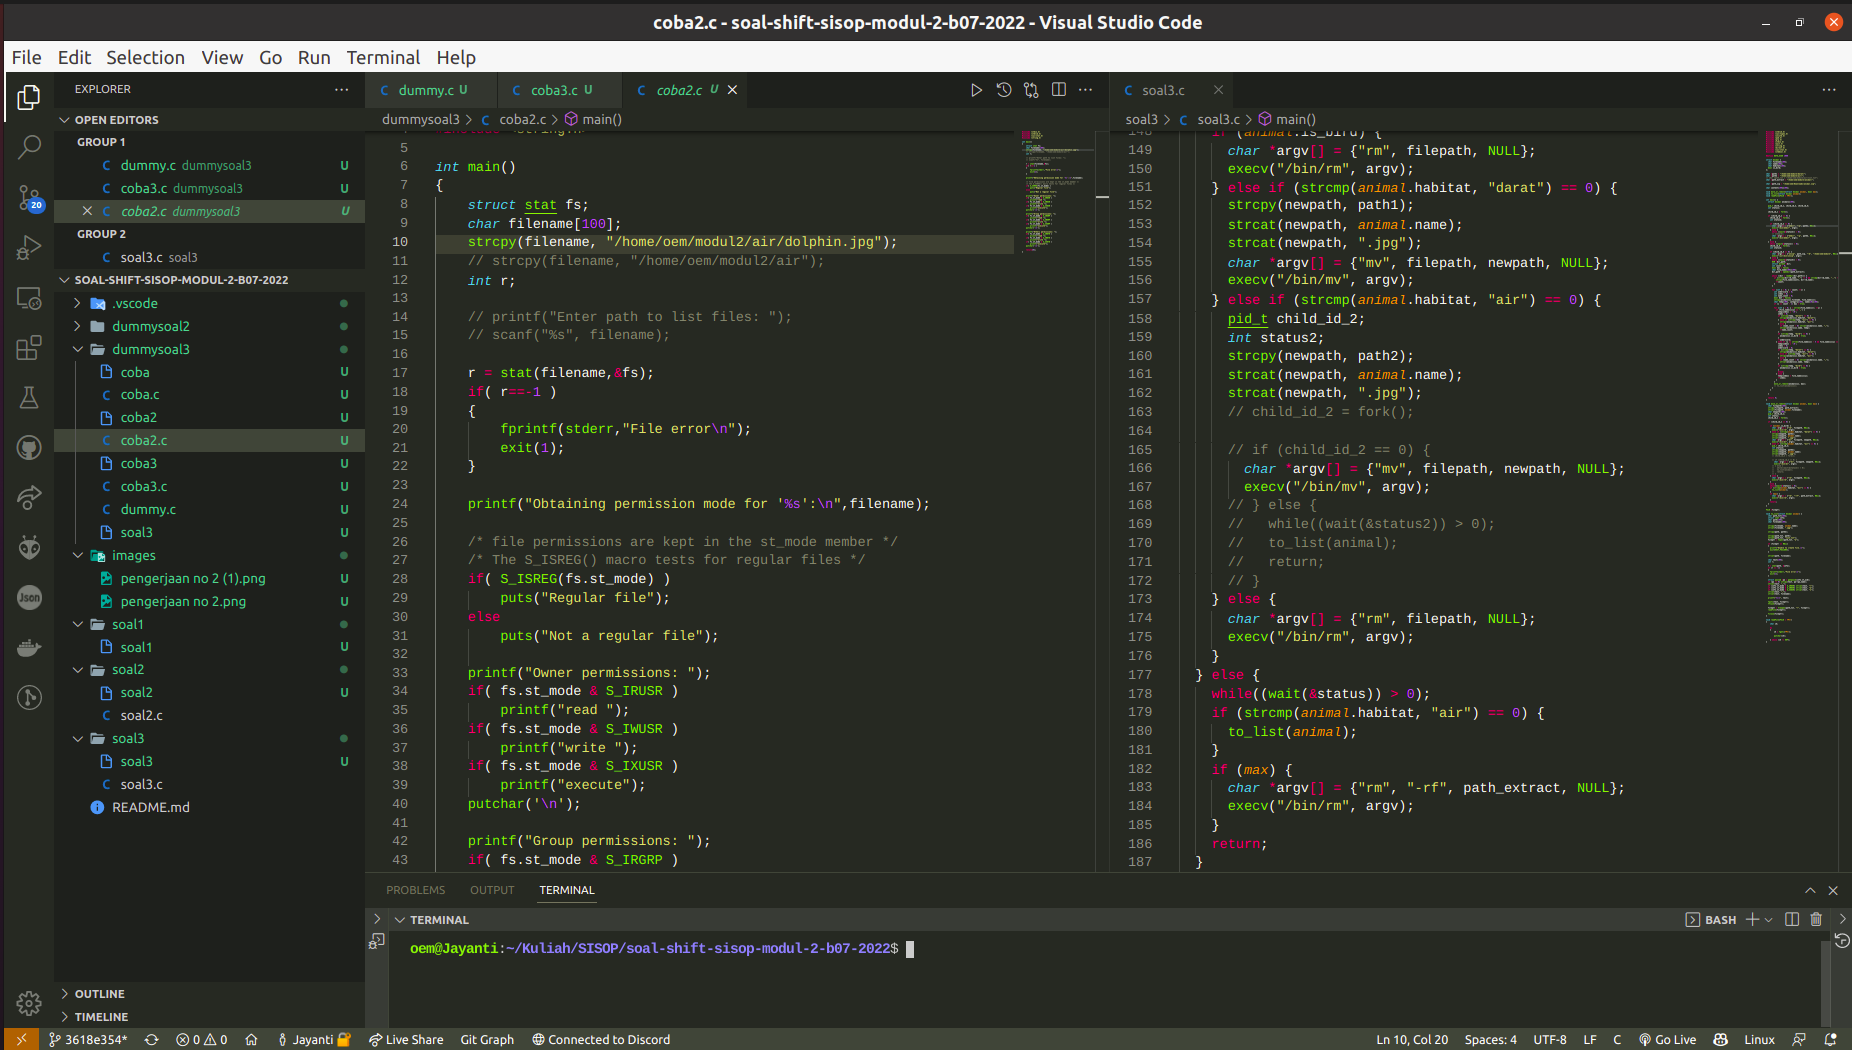 coba2.c - soal-shift-sisop-modul-2-b07-2022 - Visual Studio Code
File Edit Selection View Go Run Terminal Help
EXPLORER
OPEN EDITORS
GROUP 1
dummy.c dummysoal3 U
coba3.c dummysoal3 U
coba2.c dummysoal3 U
GROUP 2
soal3.c soal3
20
SOAL-SHIFT-SISOP-MODUL-2-B07-2022
.vscode
dummysoal2
dummysoal3
coba U
coba.c U
coba2 U
coba2.c U
coba3 U
coba3.c U
dummy.c U
soal3 U
images
pengerjaan no 2 (1).png U
pengerjaan no 2.png U
soal1
soal1 U
soal2
soal2 U
soal2.c
soal3
soal3 U
soal3.c
README.md
OUTLINE
TIMELINE
Json
dummy.c U coba3.c U coba2.c U
dummysoal3 > coba2.c > main()
5
6 int main()
7 {
8 struct stat fs;
9 char filename[100];
10 strcpy(filename, "/home/oem/modul2/air/dolphin.jpg");
11 // strcpy(filename, "/home/oem/modul2/air");
12 int r;
13
14 // printf("Enter path to list files: ");
15 // scanf("%s", filename);
16
17 r = stat(filename,&fs);
18 if( r==-1 )
19 {
20 fprintf(stderr,"File error\n");
21 exit(1);
22 }
23
24 printf("Obtaining permission mode for '%s':\n",filename);
25
26 /* file permissions are kept in the st_mode member */
27 /* The S_ISREG() macro tests for regular files */
28 if( S_ISREG(fs.st_mode) )
29 puts("Regular file");
30 else
31 puts("Not a regular file");
32
33 printf("Owner permissions: ");
34 if( fs.st_mode & S_IRUSR )
35 printf("read ");
36 if( fs.st_mode & S_IWUSR )
37 printf("write ");
38 if( fs.st_mode & S_IXUSR )
39 printf("execute");
40 putchar('\n');
41
42 printf("Group permissions: ");
43 if( fs.st_mode & S_IRGRP )
soal3.c
soal3 > soal3.c > main()
148 if (animal.is_bird) {
149 char *argv[] = {"rm", filepath, NULL};
150 execv("/bin/rm", argv);
151 } else if (strcmp(animal.habitat, "darat") == 0) {
152 strcpy(newpath, path1);
153 strcat(newpath, animal.name);
154 strcat(newpath, ".jpg");
155 char *argv[] = {"mv", filepath, newpath, NULL};
156 execv("/bin/mv", argv);
157 } else if (strcmp(animal.habitat, "air") == 0) {
158 pid_t child_id_2;
159 int status2;
160 strcpy(newpath, path2);
161 strcat(newpath, animal.name);
162 strcat(newpath, ".jpg");
163 // child_id_2 = fork();
164
165 // if (child_id_2 == 0) {
166 char *argv[] = {"mv", filepath, newpath, NULL};
167 execv("/bin/mv", argv);
168 // } else {
169 // while((wait(&status2)) > 0);
170 // to_list(animal);
171 // return;
172 // }
173 } else {
174 char *argv[] = {"rm", filepath, NULL};
175 execv("/bin/rm", argv);
176 }
177 } else {
178 while((wait(&status)) > 0);
179 if (strcmp(animal.habitat, "air") == 0) {
180 to_list(animal);
181 }
182 if (max) {
183 char *argv[] = {"rm", "-rf", path_extract, NULL};
184 execv("/bin/rm", argv);
185 }
186 return;
187 }
PROBLEMS OUTPUT TERMINAL
TERMINAL BASH
oem@Jayanti:~/Kuliah/SISOP/soal-shift-sisop-modul-2-b07-2022$
3618e354* 0 0 Jayanti Live Share Git Graph Connected to Discord Ln 10, Col 20 Spaces: 4 UTF-8 LF C Go Live Linux